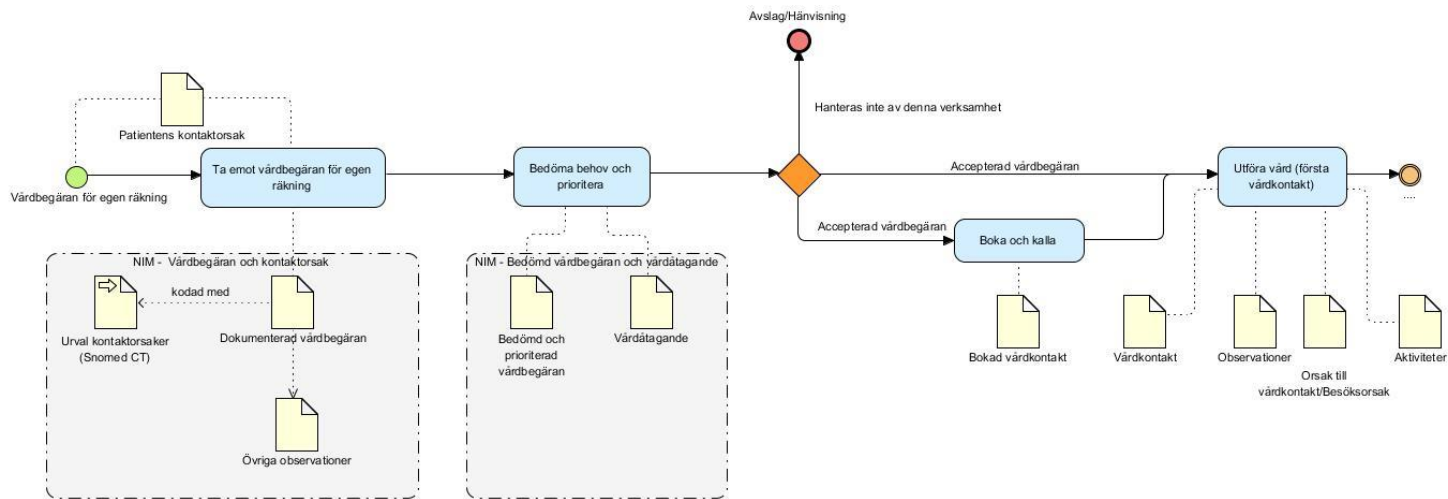 Avslag/Hänvisning
Hanteras inte av denna verksamhet
Patientens kontaktorsak
Vårdbegäran för egen räkning
Ta emot vårdbegäran för egen
räkning
Bedöma behov och
prioritera
Accepterad vårdbegäran
Accepterad vårdbegäran
Boka och kalla
Utföra vård (första
vårdkontakt)
....
NIM - Vårdbegäran och kontaktorsak
kodad med
Urval kontaktorsaker
(Snomed CT)
Dokumenterad vårdbegäran
Övriga observationer
NIM - Bedömd vårdbegäran och vårdåtagande
Bedömd och
prioriterad
vårdbegäran
Vårdåtagande
Bokad vårdkontakt
Vårdkontakt
Observationer
Orsak till
vårdkontakt/Besöksorsak
Aktiviteter